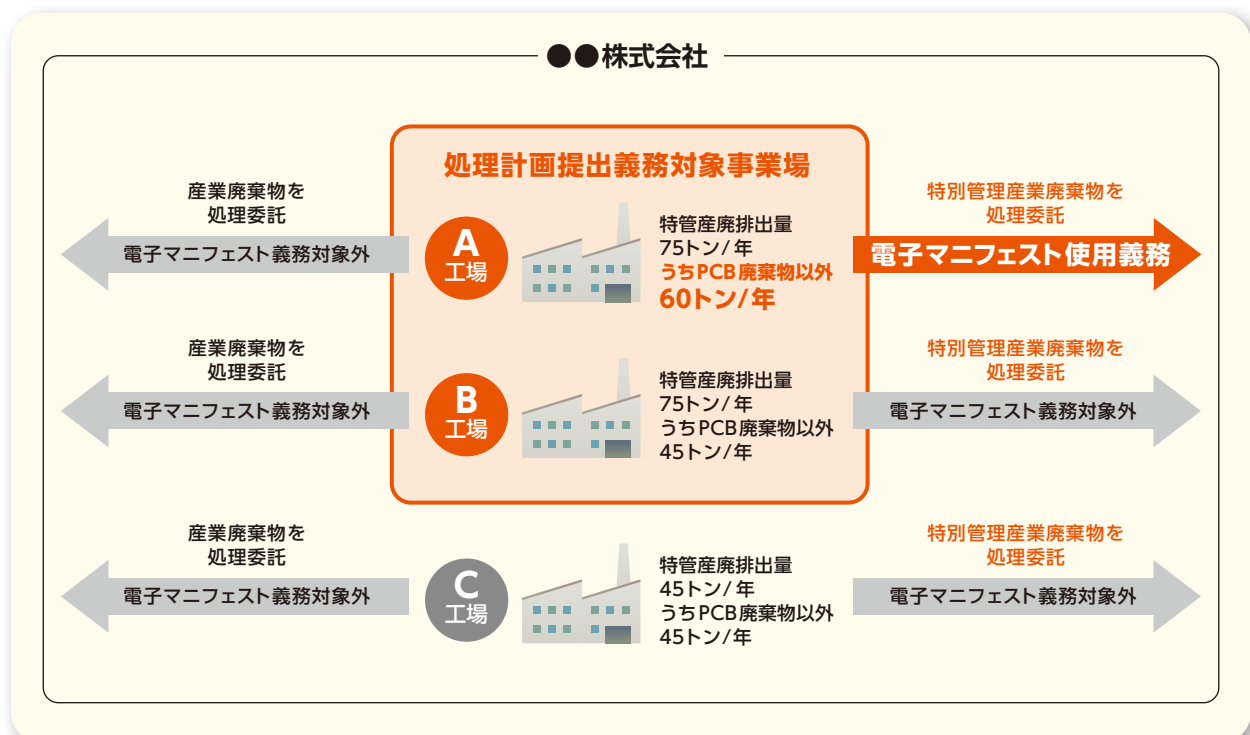 ●●株式会社
処理計画提出義務対象事業場
産業廃棄物を
処理委託
電子マニフェスト義務対象外
A
工場
特管産廃排出量
75トン/年
うちPCB廃棄物以外
60トン/年
特別管理産業廃棄物を
処理委託
電子マニフェスト使用義務
産業廃棄物を
処理委託
電子マニフェスト義務対象外
B
工場
特管産廃排出量
75トン/年
うちPCB廃棄物以外
45トン/年
特別管理産業廃棄物を
処理委託
電子マニフェスト義務対象外
産業廃棄物を
処理委託
電子マニフェスト義務対象外
C
工場
特管産廃排出量
45トン/年
うちPCB廃棄物以外
45トン/年
特別管理産業廃棄物を
処理委託
電子マニフェスト義務対象外